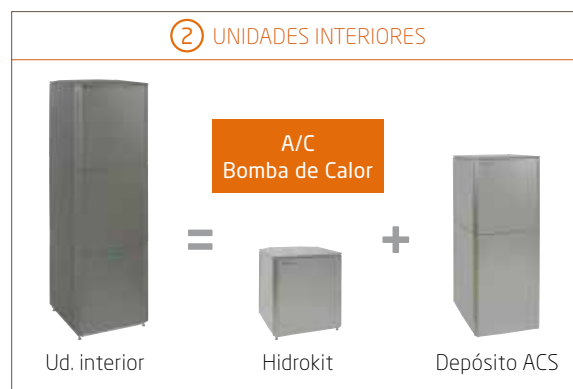 2 UNIDADES INTERIORES
A/C
Bomba de Calor
=
+
Ud. interior
Hidrokit
Depósito ACS